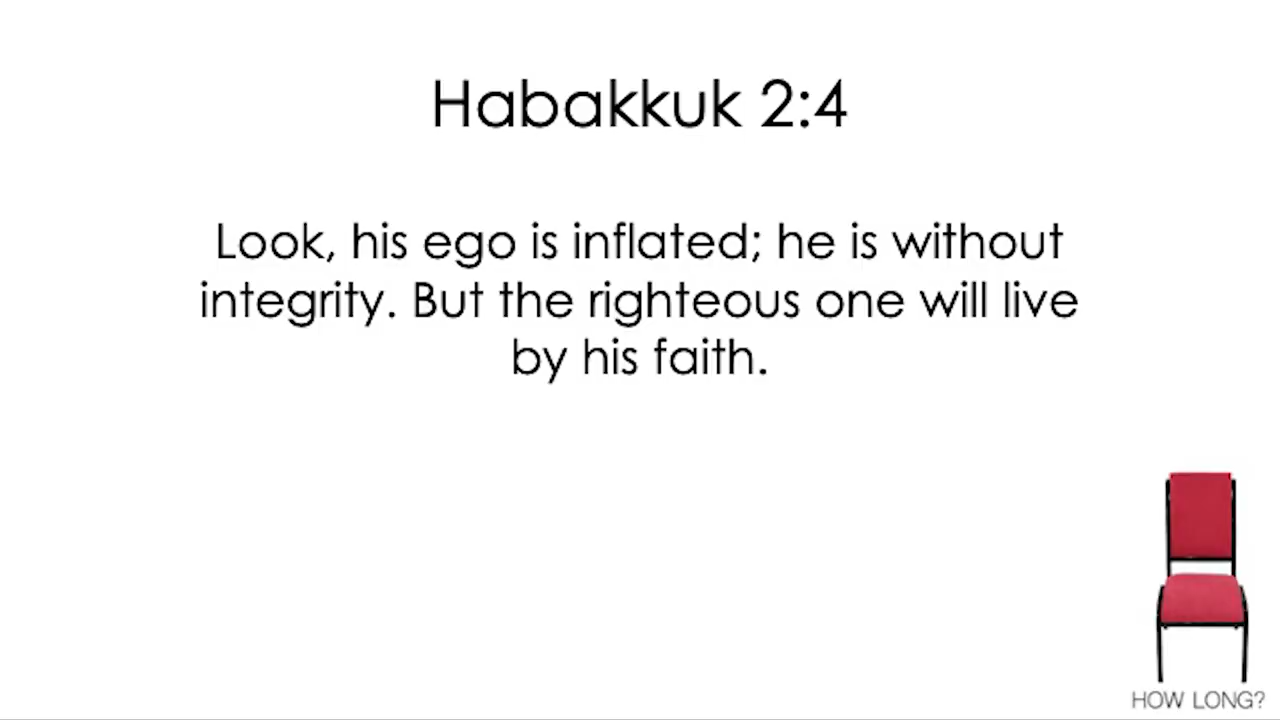 Habakkuk 2:4
Look, his ego is inflated; he is without
integrity. But the righteous one will live
by his faith.
HOW LONG?